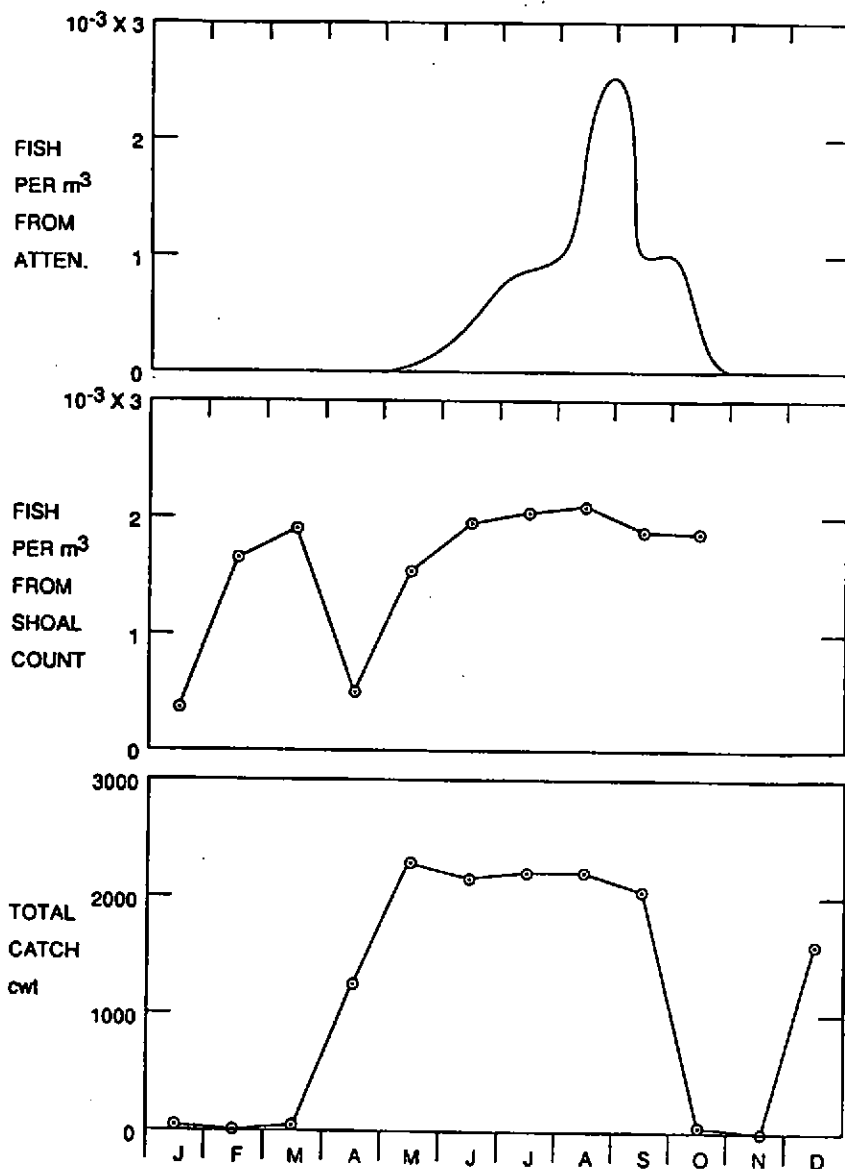 10-3 X 3
2
1
0
FISH
PER m3
FROM
ATTEN.
10-3 X 3
2
1
0
FISH
PER m3
FROM
SHOAL
COUNT
3000
2000
1000
0
TOTAL
CATCH
cwt
J F M A M J J A S O N D